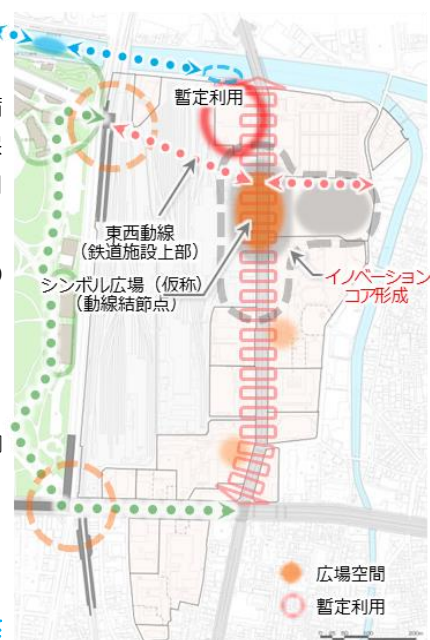 暫定利用
東西動線
（鉄道施設上部）
シンボル広場（仮称）
（動線結節点）
イノベーション
コア形成
広場空間
暫定利用